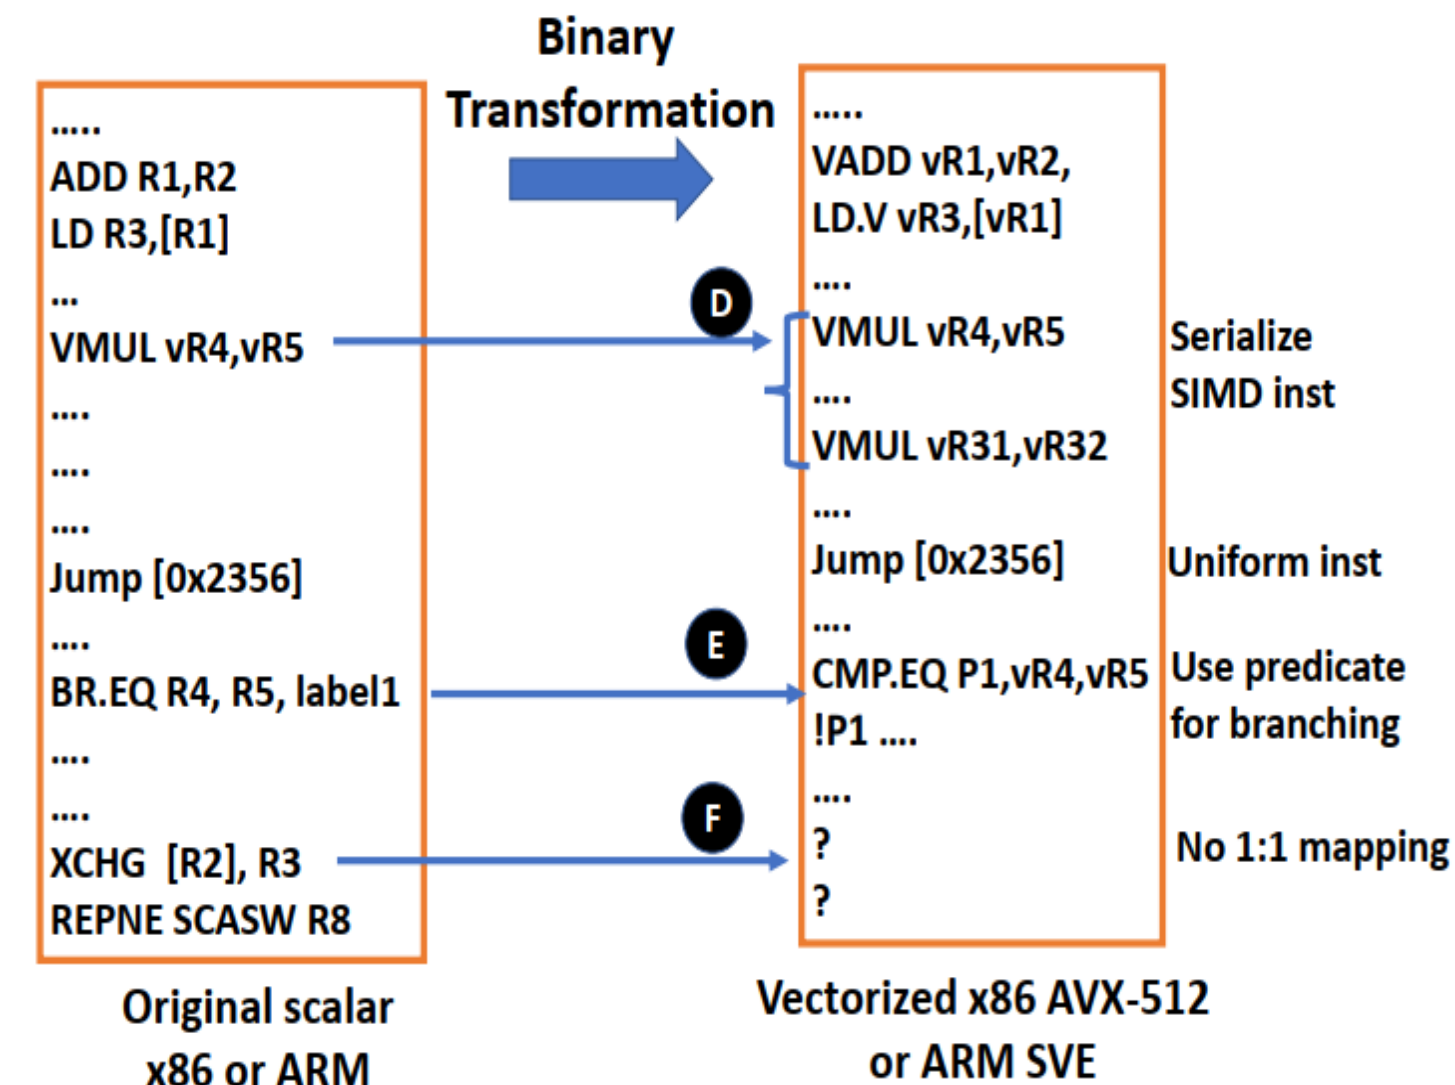 Binary
Transformation
.....
ADD R1,R2
LD R3,[R1]
...
VMUL vR4,vR5
....
....
....
Jump [0x2356]
....
BR.EQ R4, R5, label1
....
....
XCHG [R2], R3
REPNE SCASW R8
Original scalar
x86 or ARM
D
E
F
.....
VADD vR1,vR2,
LD.V vR3,[vR1]
....
VMUL vR4,vR5
....
VMUL vR31,vR32
....
Jump [0x2356]
....
CMP.EQ P1,vR4,vR5
!P1 ....
....
?
?
Vectorized x86 AVX-512
or ARM SVE
Serialize
SIMD inst
Uniform inst
Use predicate
for branching
No 1:1 mapping